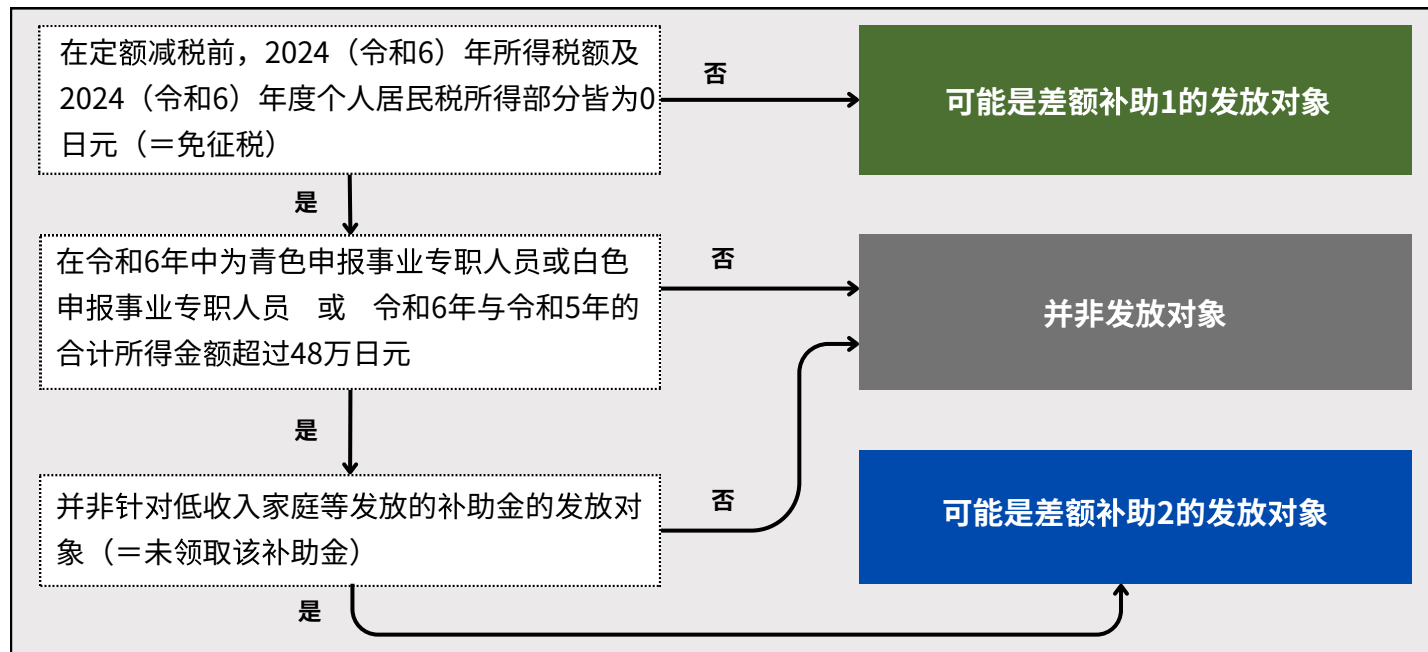 在定额减税前，2024（令和6）年所得税额及
2024（令和6）年度个人居民税所得部分皆为0
日元（＝免征税）
否
可能是差额补助1的发放对象
是
在令和6年中为青色申报事业专职人员或白色
申报事业专职人员　或　令和6年与令和5年的
合计所得金额超过48万日元
否
并非发放对象
是
并非针对低收入家庭等发放的补助金的发放对
象（＝未领取该补助金）
否
可能是差额补助2的发放对象
是